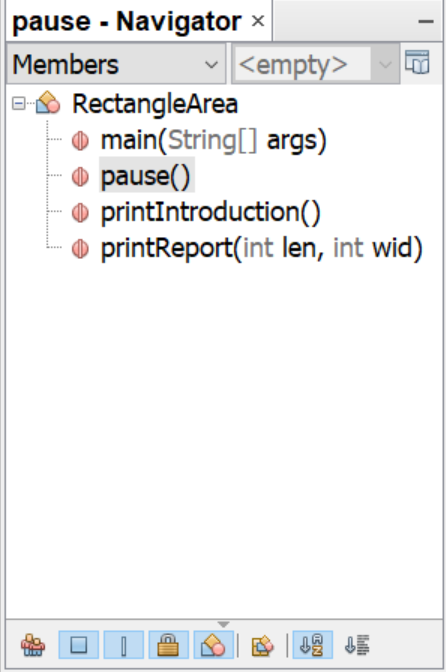 pause - Navigator ×
Members <empty>
RectangleArea
main(String[] args)
pause()
printIntroduction()
printReport(int len, int wid)